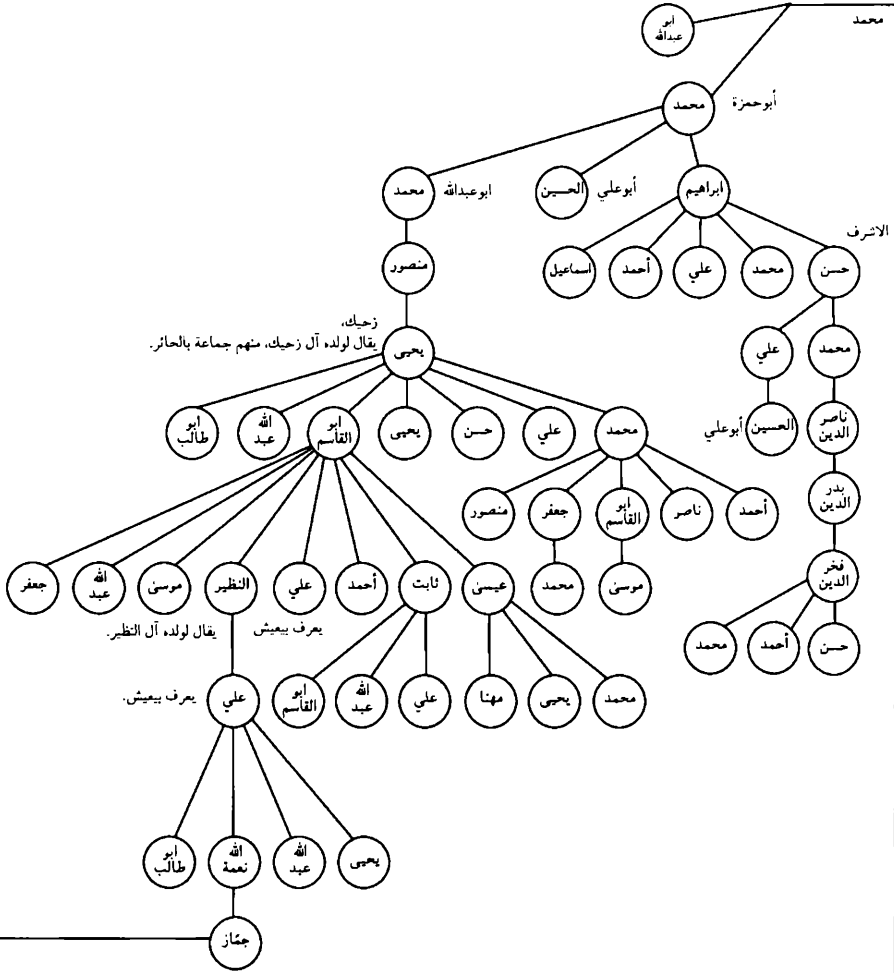 محمد
ابو
عبدالله
محمد
أبوحمزة
ابراهيم
أبوعلي
الحسين
ابوعبدالله
محمد
الاشرف
حسن
محمد
علي
أحمد
اسماعيل
منصور
زحيك،
يقال لولده آل زحيك، منهم جماعة بالحائر.
يحيى
محمد
علي
محمد
علي
حسن
يحيى
ابو
القاسم
الله
عبد
ابو
طالب
ناصر
الدين
الحسين
أبوعلي
أحمد
ناصر
ابو
القاسم
جعفر
منصور
بدر
الدين
موسى
محمد
فخر
الدين
عيسى
ثابت
أحمد
علي
النظير
موسى
الله
عبد
جعفر
يعرف بيعيش
يقال لولده آل النظير.
حسن
أحمد
محمد
محمد
يحيى
مهنا
علي
الله
عبد
ابو
القاسم
علي
يعرف بيعيش.
يحيى
الله
عبد
الله
نعمة
ابو
طالب
جمّاز